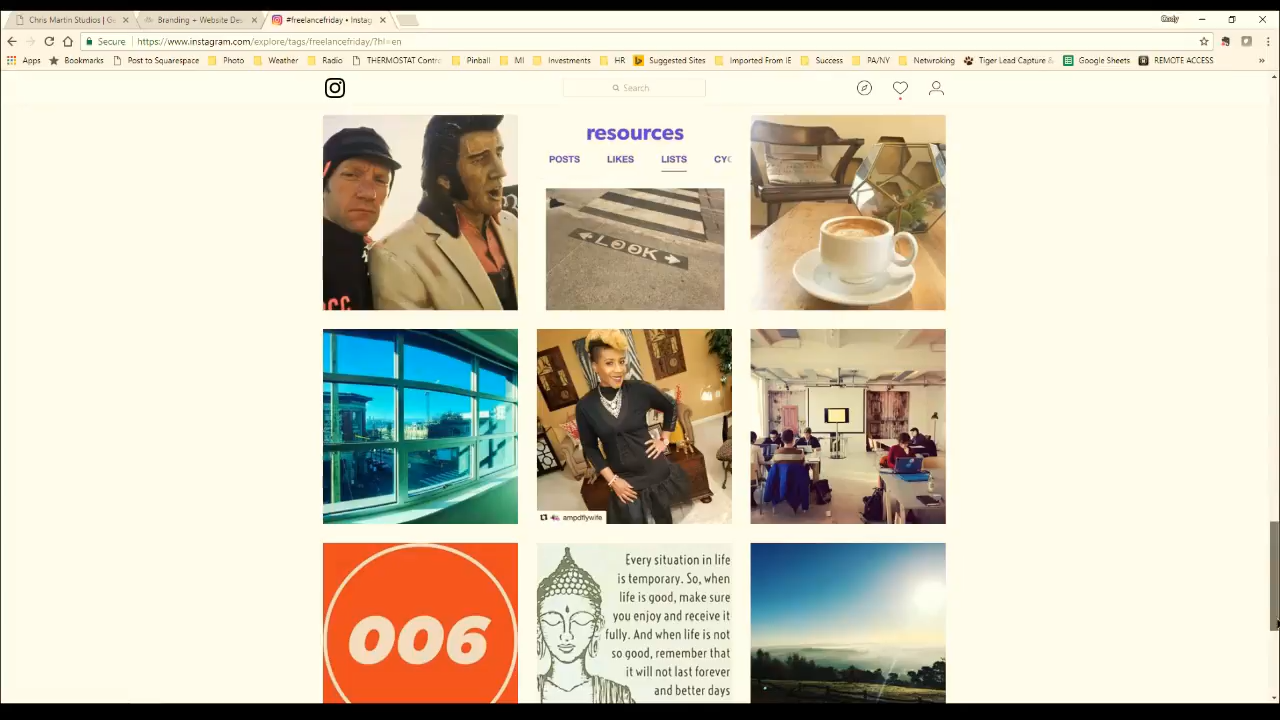 Chris Martin Studios | G
Branding + Website De
#freelancefriday • Instag
Cindy
Secure
https://www.instagram.com/explore/tags/freelancefriday/?hl=en
Apps
Bookmarks
Post to Squarespace
Photo
Weather
Radio
THERMOSTAT Contr
Pinball
MI
Investments
HR
Suggested Sites
Imported From IE
Success
PA/NY
Netwroking
Tiger Lead Capture &
Google Sheets
REMOTE ACCESS
Search
resources
POSTS LIKES LISTS CYC
LOOK
ampdflywife
006
Every situation in life
is temporary. So, when
life is good, make sure
you enjoy and receive it
fully. And when life is not
so good, remember that
it will not last forever
and better days